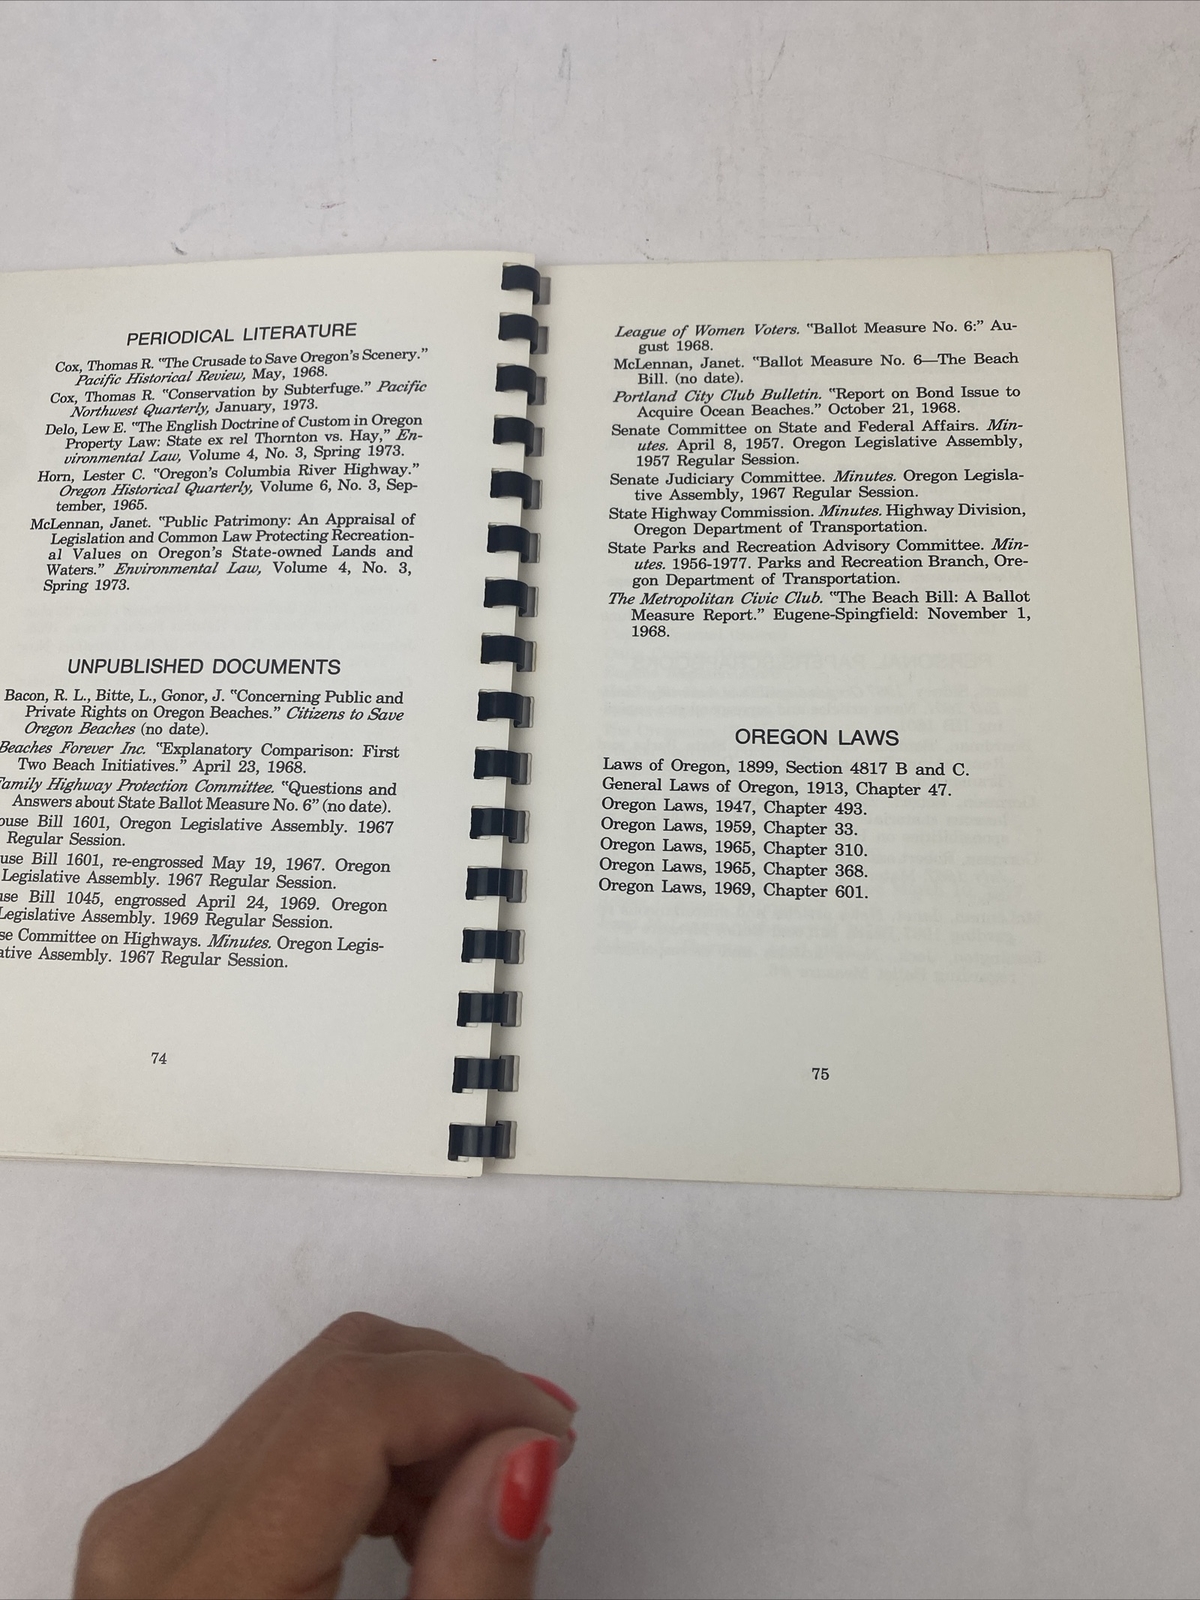 PERIODICAL LITERATURE
Cox, Thomas R. "The Crusade to Save Oregon's Scenery."
Pacific Historical Review, May, 1968.
Cox, Thomas R. "Conservation by Subterfuge." Pacific
Northwest Quarterly, January, 1973.
Delo, Lew E. "The English Doctrine of Custom in Oregon
Property Law: State ex rel Thornton vs. Hay," En-
vironmental Law, Volume 4, No. 3, Spring 1973.
Horn, Lester C. "Oregon's Columbia River Highway."
Oregon Historical Quarterly, Volume 6, No. 3, Sep-
tember, 1965.
McLennan, Janet. "Public Patrimony: An Appraisal of
Legislation and Common Law Protecting Recreation-
al Values on Oregon's State-owned Lands and
Waters." Environmental Law, Volume 4, No. 3,
Spring 1973.
UNPUBLISHED DOCUMENTS
Bacon, R. L., Bitte, L., Gonor, J. "Concerning Public and
Private Rights on Oregon Beaches." Citizens to Save
Oregon Beaches (no date).
Beaches Forever Inc. "Explanatory Comparison: First
Two Beach Initiatives." April 23, 1968.
Family Highway Protection Committee. "Questions and
Answers about State Ballot Measure No. 6" (no date).
ouse Bill 1601, Oregon Legislative Assembly. 1967
Regular Session.
use Bill 1601, re-engrossed May 19, 1967. Oregon
Legislative Assembly. 1967 Regular Session.
use Bill 1045, engrossed April 24, 1969. Oregon
Legislative Assembly. 1969 Regular Session.
se Committee on Highways. Minutes. Oregon Legis-
ative Assembly. 1967 Regular Session.
74
League of Women Voters. "Ballot Measure No. 6:" Au-
gust 1968.
McLennan, Janet. "Ballot Measure No. 6—The Beach
Bill. (no date).
Portland City Club Bulletin. "Report on Bond Issue to
Acquire Ocean Beaches." October 21, 1968.
Senate Committee on State and Federal Affairs. Min-
utes. April 8, 1957. Oregon Legislative Assembly,
1957 Regular Session.
Senate Judiciary Committee. Minutes. Oregon Legisla-
tive Assembly, 1967 Regular Session.
State Highway Commission. Minutes. Highway Division,
Oregon Department of Transportation.
State Parks and Recreation Advisory Committee. Min-
utes. 1956-1977. Parks and Recreation Branch, Ore-
gon Department of Transportation.
The Metropolitan Civic Club. "The Beach Bill: A Ballot
Measure Report." Eugene-Spingfield: November 1,
1968.
OREGON LAWS
Laws of Oregon, 1899, Section 4817 B and C.
General Laws of Oregon, 1913, Chapter 47.
Oregon Laws, 1947, Chapter 493.
Oregon Laws, 1959, Chapter 33.
Oregon Laws, 1965, Chapter 310.
Oregon Laws, 1965, Chapter 368.
Oregon Laws, 1969, Chapter 601.
75